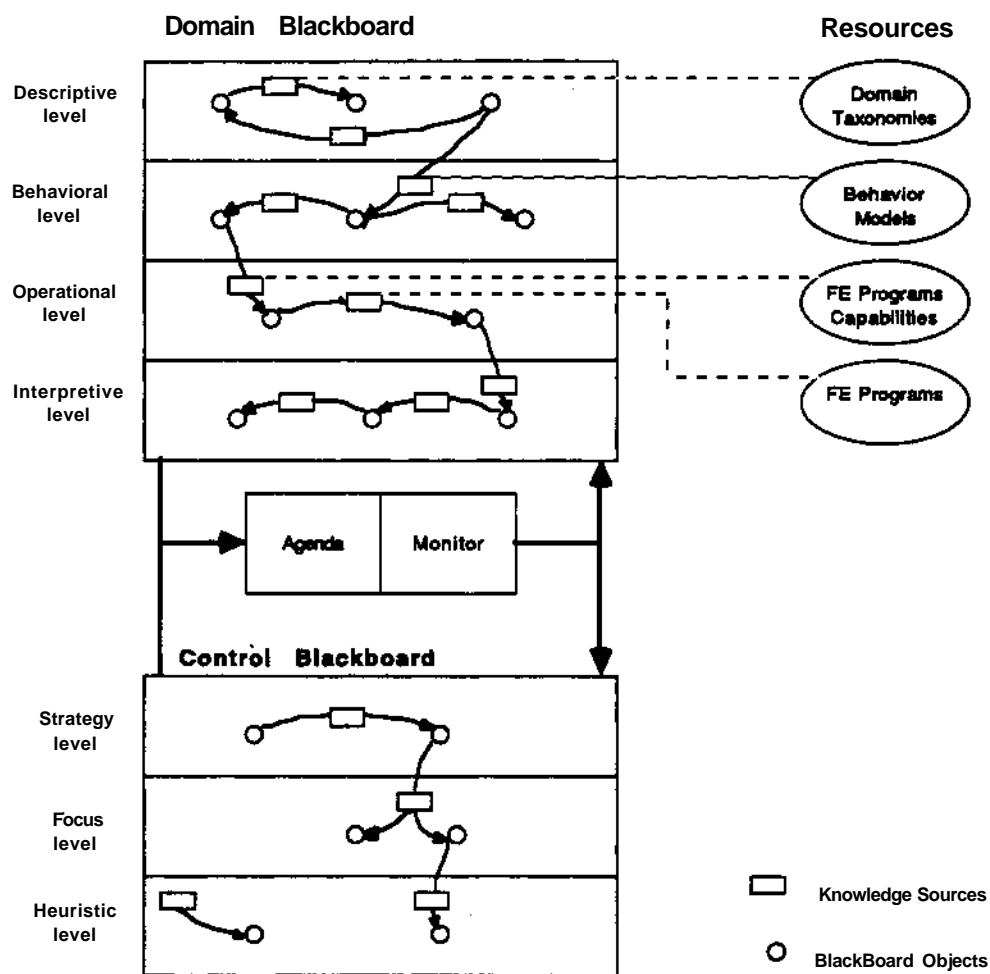 Domain Blackboard
Resources
Descriptive
level
Domain
Taxonomies
Behavioral
level
Behavior
Models
Operational
level
FE Programs
Capabilities
Interpretive
level
FE Programs
Agenda
Monitor
Control Blackboard
Strategy
level
Focus
level
Heuristic
level
Knowledge Sources
BlackBoard Objects